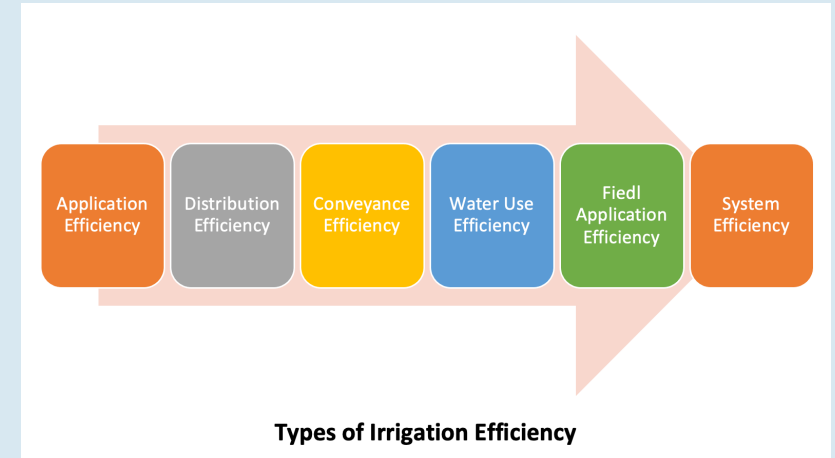 Application
Efficiency
Distribution
Efficiency
Conveyance
Efficiency
Water Use
Efficiency
Fiedl
Application
Efficiency
System
Efficiency
Types of Irrigation Efficiency